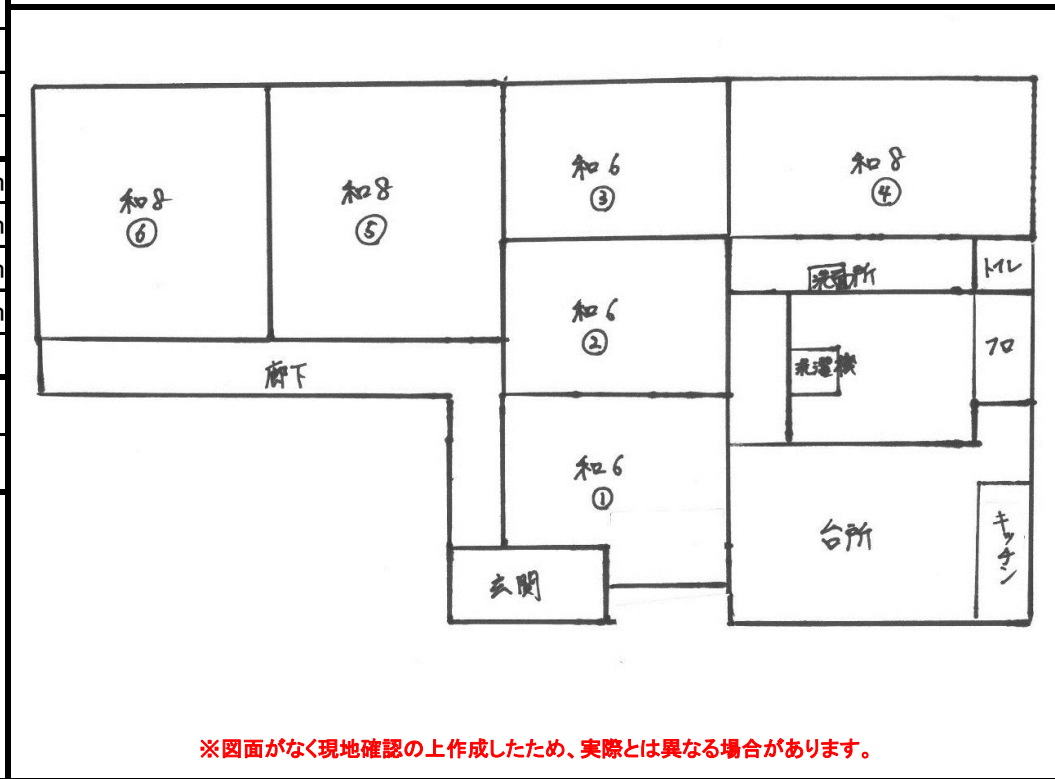 和6
③
和8
④
和8
⑥
和8
⑤
洗面所
トイレ
和6
②
フロ
洗濯機
廊下
和6
①
台所
キッチン
玄関
※図面がなく現地確認の上作成したため、実際とは異なる場合があります。